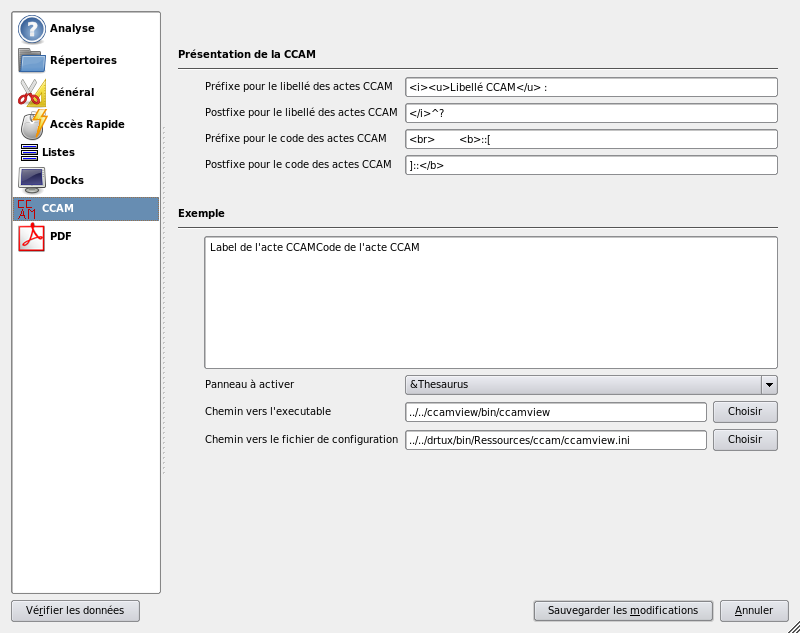 Analyse
Répertoires
Général
Accès Rapide
Listes
Docks
CCAM
CCAM
PDF
Présentation de la CCAM
Préfixe pour le libellé des actes CCAM
<i><u>Libellé CCAM</u> :
Postfixe pour le libellé des actes CCAM
</i>^?
Préfixe pour le code des actes CCAM
<br>        <b>::[
Postfixe pour le code des actes CCAM
]::</b>
Exemple
Label de l'acte CCAMCode de l'acte CCAM
Panneau à activer
&Thesaurus
Chemin vers l'executable
../../ccamview/bin/ccamview
Choisir
Chemin vers le fichier de configuration
../../drtux/bin/Ressources/ccam/ccamview.ini
Choisir
Vérifier les données
Sauvegarder les modifications
Annuler